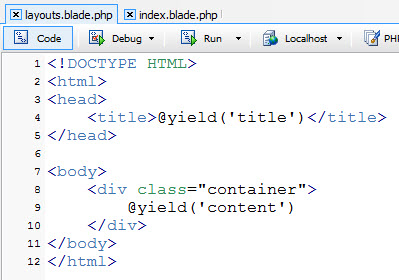 layouts.blade.php index.blade.php
Code Debug Run Localhost
1 <!DOCTYPE HTML>
2 <html>
3 <head>
4     <title>@yield('title')</title>
5 </head>
6
7 <body>
8     <div class="container">
9         @yield('content')
10     </div>
11 </body>
12 </html>